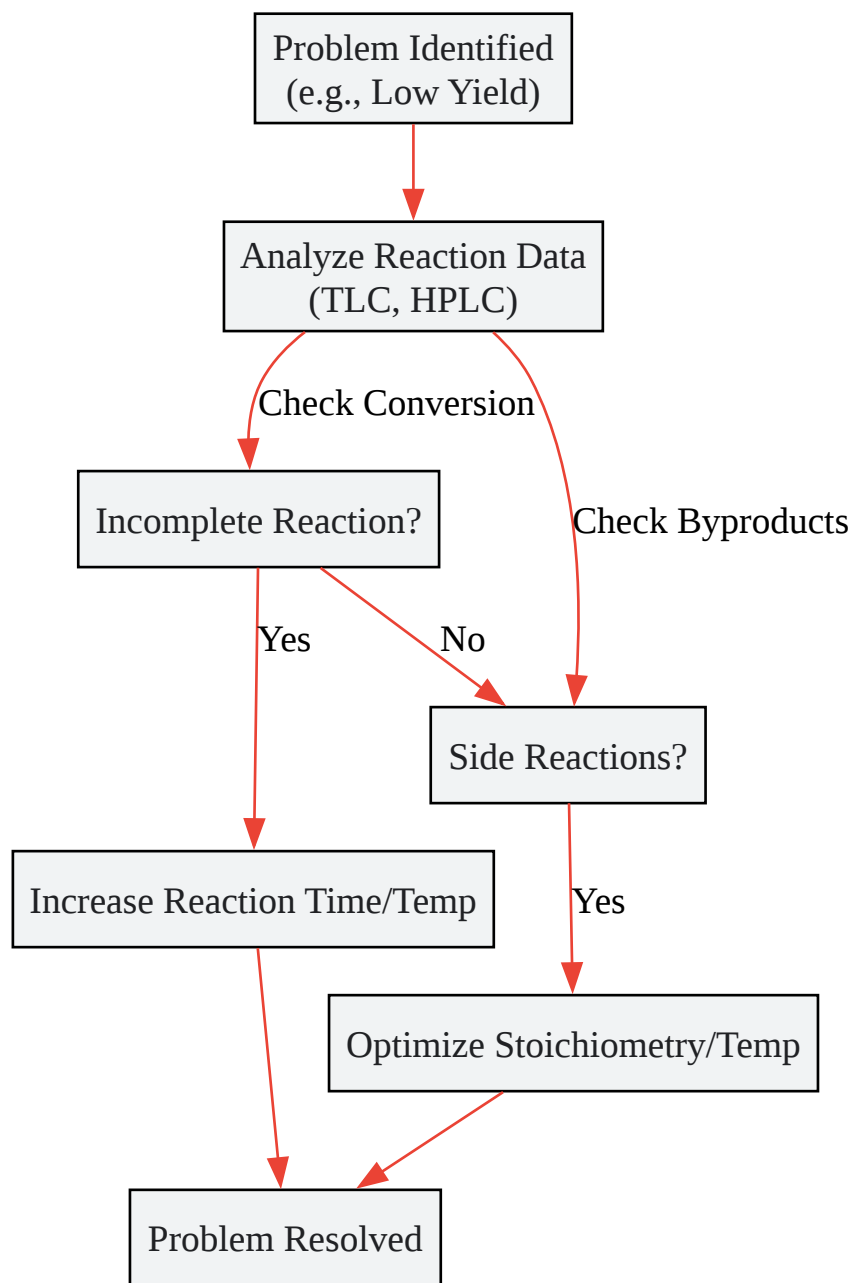 Problem Identified
(e.g., Low Yield)
Analyze Reaction Data
(TLC, HPLC)
Check Conversion
Incomplete Reaction?
Check Byproducts
Yes
No
Side Reactions?
Increase Reaction Time/Temp
Yes
Optimize Stoichiometry/Temp
Problem Resolved